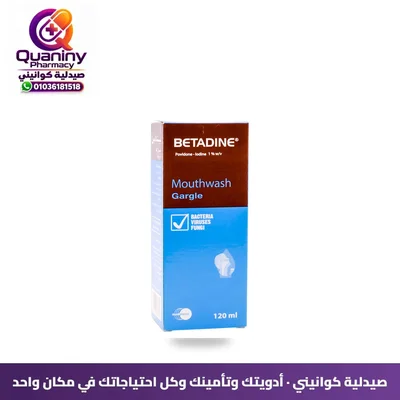 Quaniny
Pharmacy
صيدلية كوانيني
01036181518
BETADINE®
Povidone - Iodine 1 % w/v
Mouthwash
Gargle
BACTERIA
VIRUSES
FUNGI
120 ml
صيدلية كوانيني - أدويتك وتأمينك وكل احتياجاتك في مكان واحد